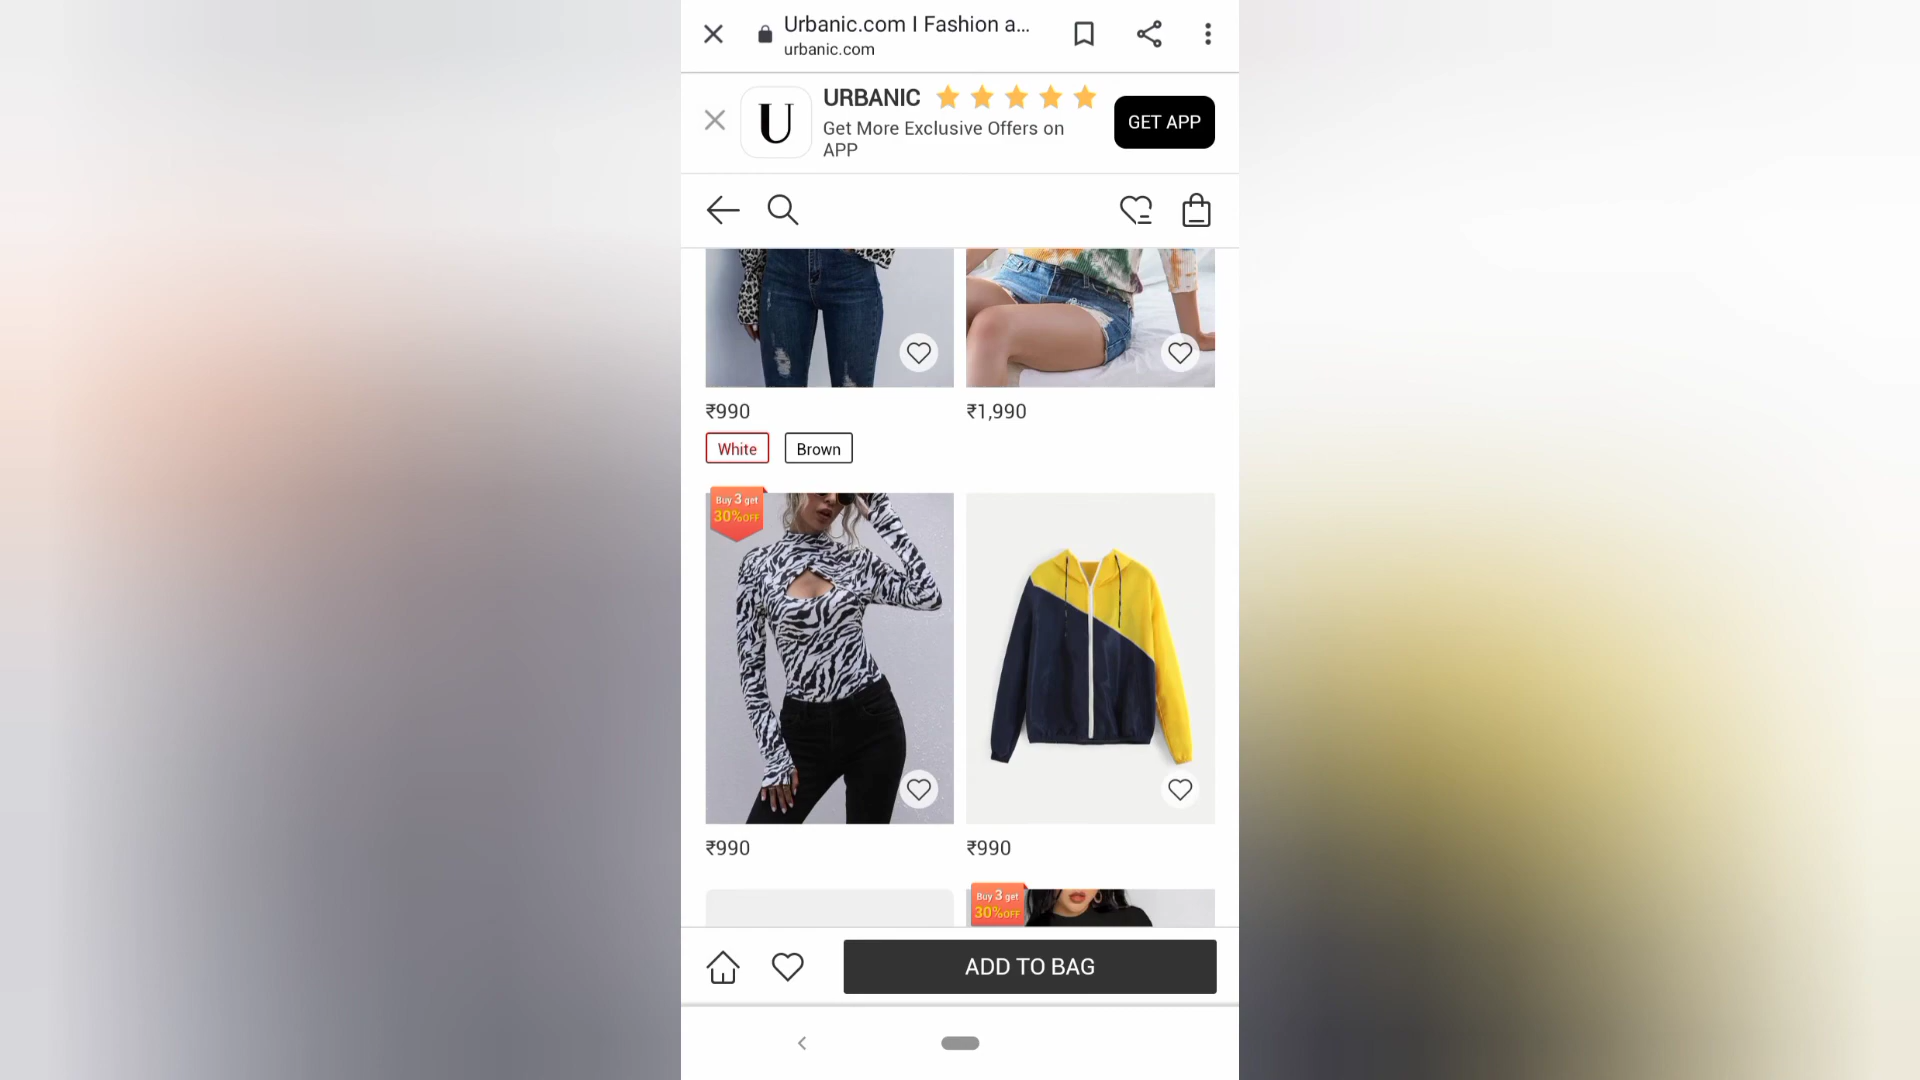 Urbanic.com I Fashion a...
urbanic.com
URBANIC
Get More Exclusive Offers on
APP
GET APP
U
₹990
₹1,990
White
Brown
Buy 3 get
30%OFF
₹990
₹990
Buy 3 get
30%OFF
ADD TO BAG